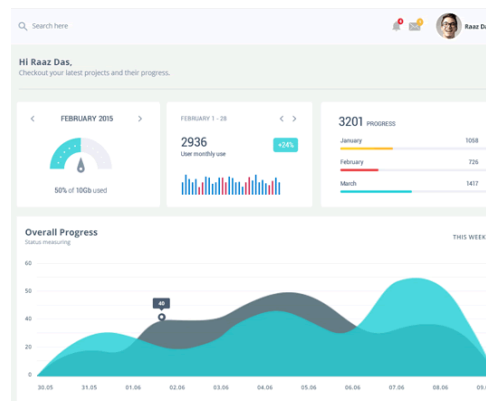 Search here
Raaz Da
Hi Raaz Das,
Checkout your latest projects and their progress.
FEBRUARY 2015
50% of 10Gb used
FEBRUARY 1 - 28
2936
User monthly use
+24%
3201 PROGRESS
January 1058
February 726
March 1417
Overall Progress
Status measuring
THIS WEEK
60
50
40
20
0
40
30.05 31.05 01.06 02.06 03.06 04.06 05.06 06.06 07.06 08.06 09.0